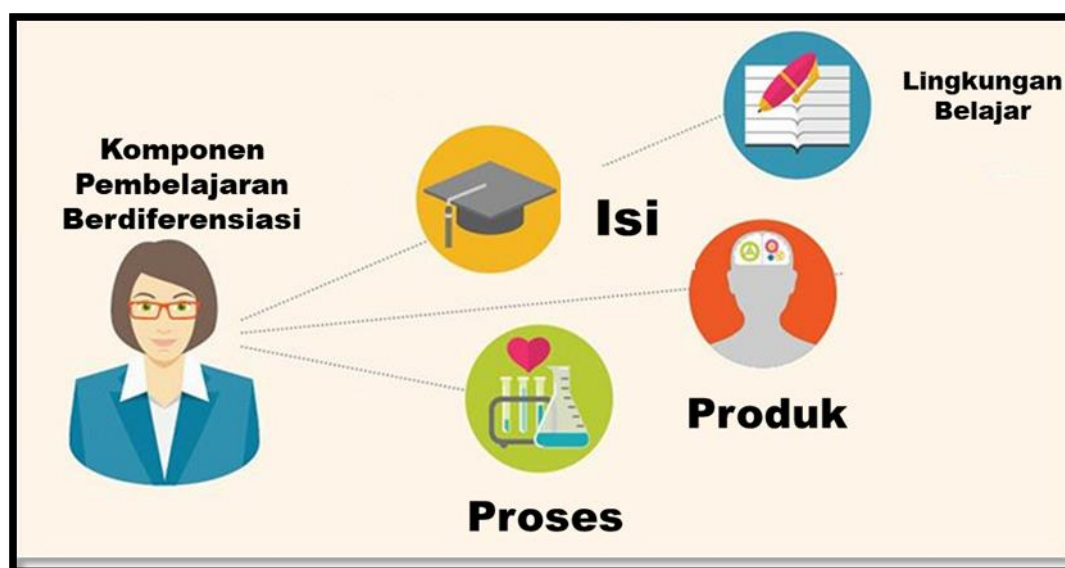 Komponen
Pembelajaran
Berdiferensiasi
Isi
Lingkungan
Belajar
Produk
Proses